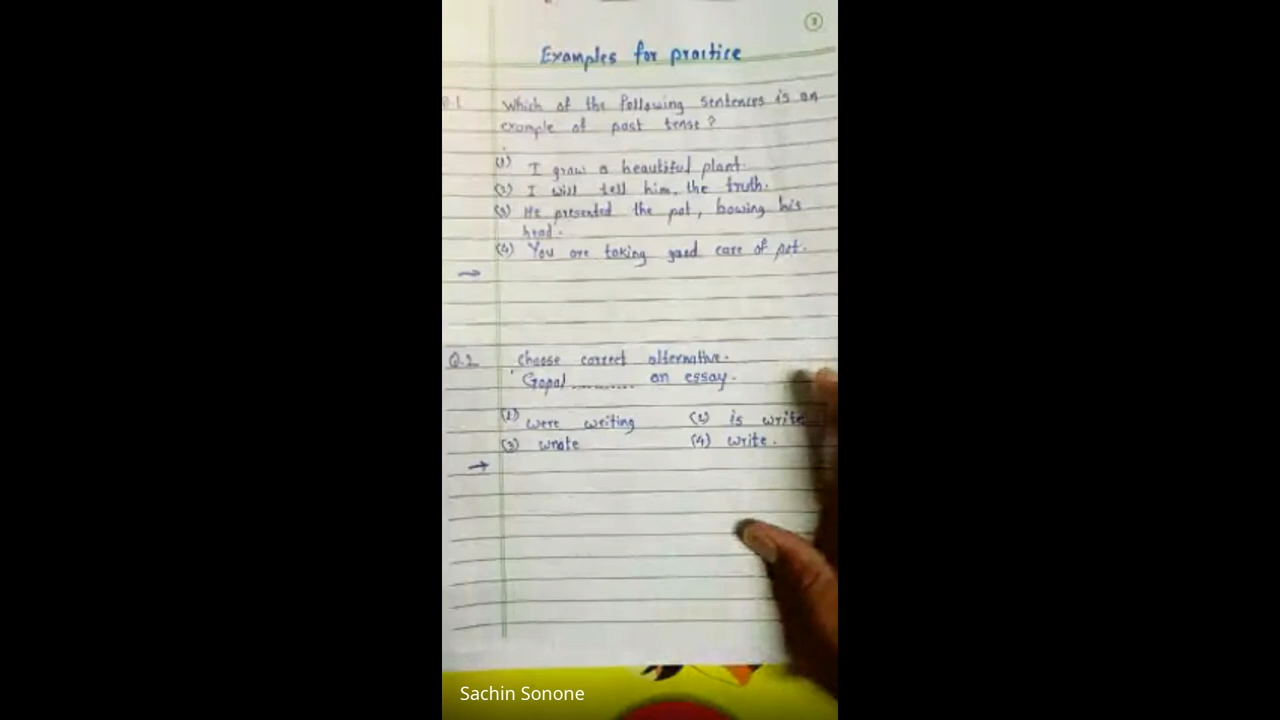 3
Examples for practice
Q.1 Which of the following sentences is an
example of past tense?
(1) I grow a beautiful plant.
(2) I will tell him, the truth.
(3) He presented the pot, bowing his
head.
(4) You are taking good care of pet.
→
Q.2 choose correct alternative.
Gopal ........... an essay.
(1) were writing (2) is write
(3) wrote (4) write.
→
Sachin Sonone